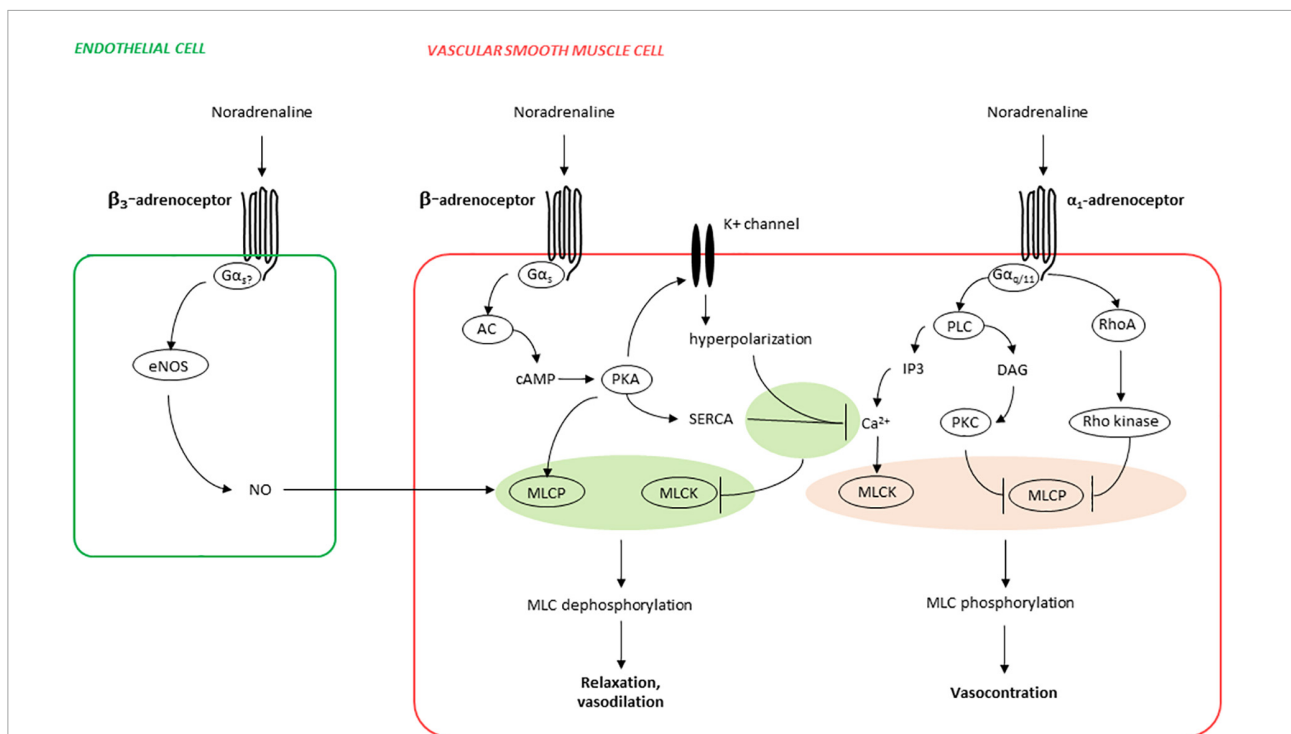 ENDOTHELIAL CELL
VASCULAR SMOOTH MUSCLE CELL
Noradrenaline
Noradrenaline
Noradrenaline
β₃-adrenoceptor
β-adrenoceptor
α₁-adrenoceptor
K+ channel
Gαs?
Gαs
Gαq/11
AC
PLC
RhoA
hyperpolarization
eNOS
cAMP
PKA
IP3
DAG
SERCA
Ca²⁺
PKC
Rho kinase
NO
MLCP
MLCK
MLCK
MLCP
MLC dephosphorylation
MLC phosphorylation
Relaxation,
vasodilation
Vasocontration